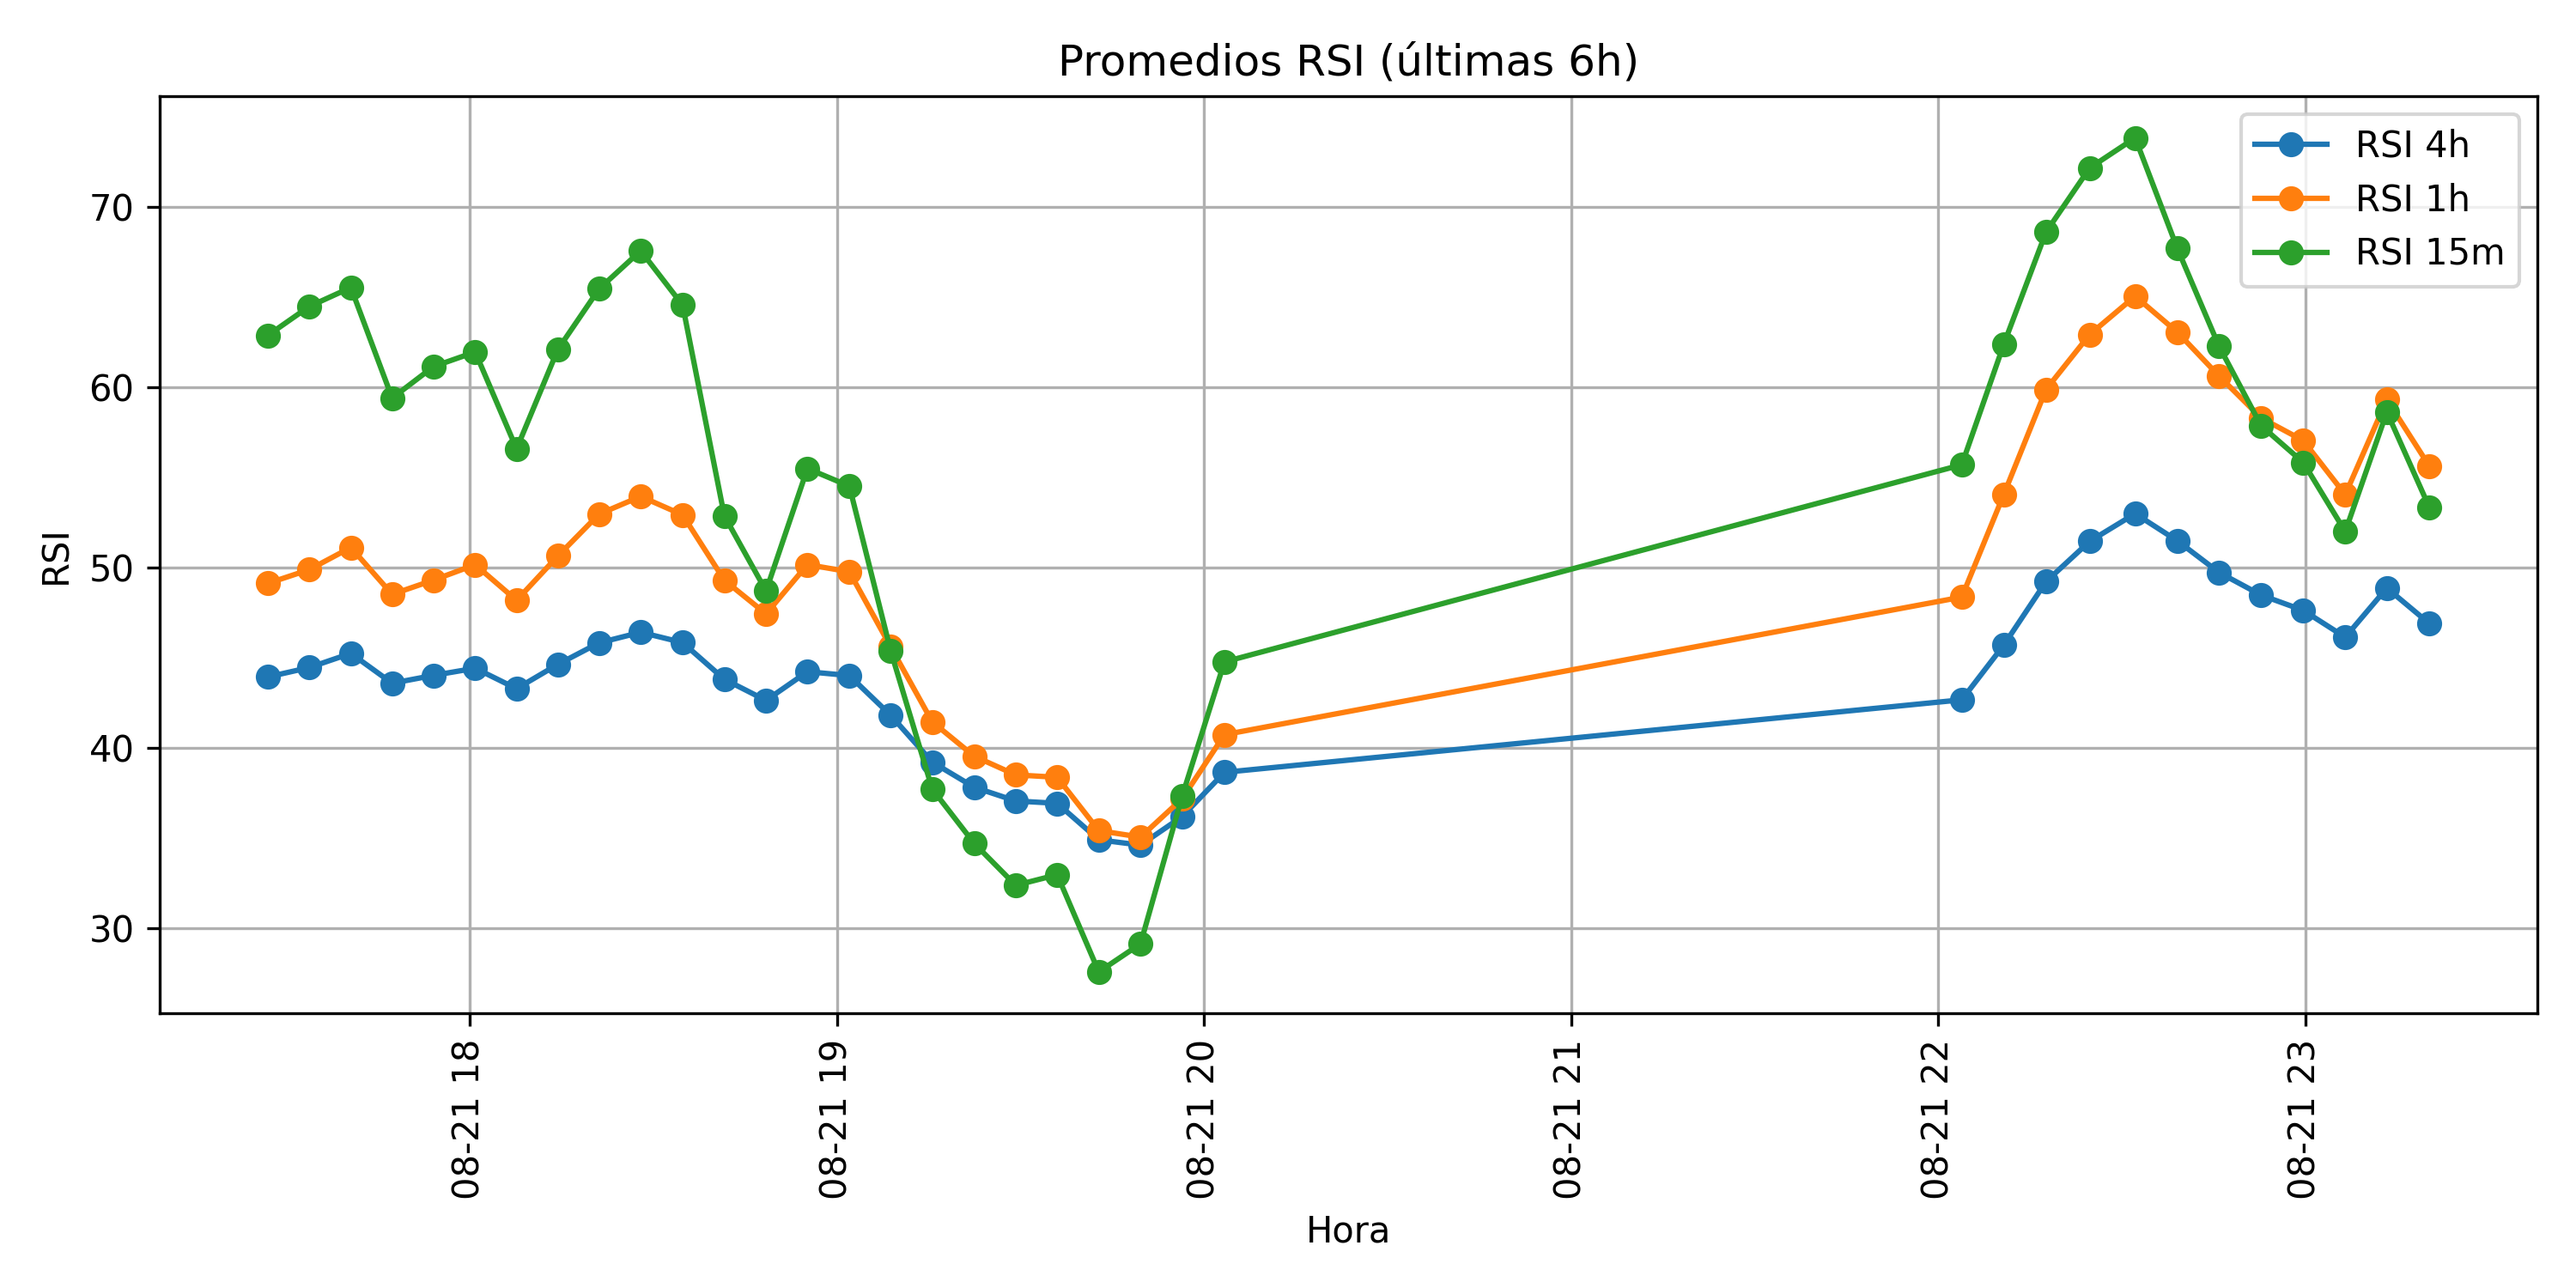 Promedios RSI (últimas 6h)
RSI 4h
RSI 1h
RSI 15m
RSI
70
60
50
40
30
08-21 18
08-21 19
08-21 20
08-21 21
08-21 22
08-21 23
Hora